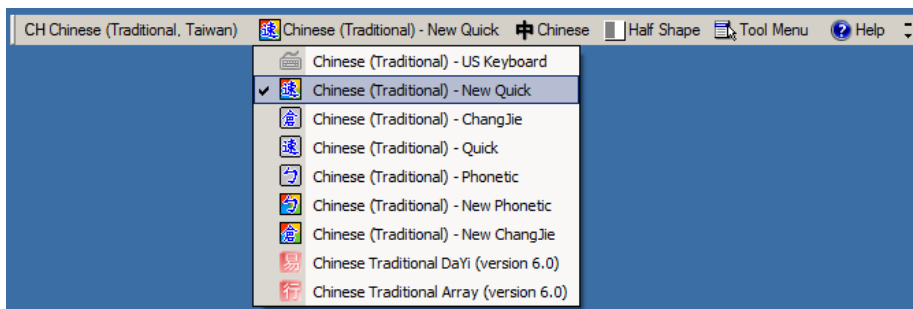 CH Chinese (Traditional, Taiwan) 速 Chinese (Traditional) - New Quick 中 Chinese Half Shape Tool Menu ? Help
Chinese (Traditional) - US Keyboard
速 Chinese (Traditional) - New Quick
倉 Chinese (Traditional) - ChangJie
速 Chinese (Traditional) - Quick
ㄅ Chinese (Traditional) - Phonetic
ㄅ Chinese (Traditional) - New Phonetic
倉 Chinese (Traditional) - New ChangJie
易 Chinese Traditional DaYi (version 6.0)
行 Chinese Traditional Array (version 6.0)